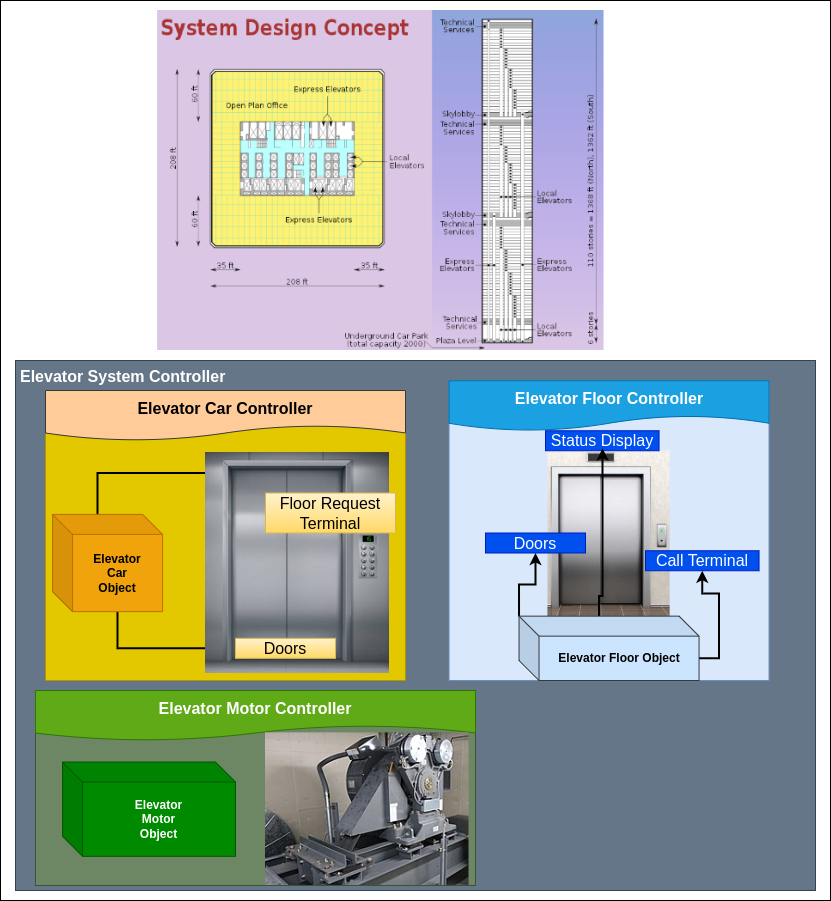 System Design Concept
60 ft
208 ft
60 ft
Express Elevators
Open Plan Office
Local
Elevators
Express Elevators
35 ft
35 ft
208 ft
Technical
Services
Skylobby
Technical
Services
Local
Elevators
Skylobby
Technical
Services
Express
Elevators
Express
Elevators
Technical
Services
Local
Elevators
Plaza Level
Underground Car Park
(total capacity 2000)
110 stories = 1368 ft (North), 1362 ft (South)
6 stories
Elevator System Controller
Elevator Car Controller
Floor Request
Terminal
Elevator
Car
Object
Doors
Elevator Floor Controller
Status Display
Doors
Call Terminal
Elevator Floor Object
Elevator Motor Controller
Elevator
Motor
Object